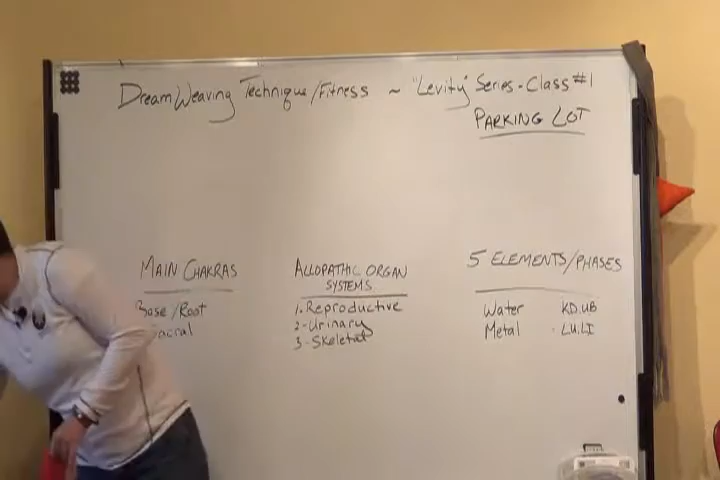 DreamWeaving Technique/Fitness ~ "Levity" Series - Class #1
PARKING LOT
MAIN CHAKRAS
Base/Root
Sacral
ALLOPATHIC ORGAN
SYSTEMS
1. Reproductive
2 - Urinary
3 - Skeletal
5 ELEMENTS/PHASES
Water KD.UB
Metal LU.LI